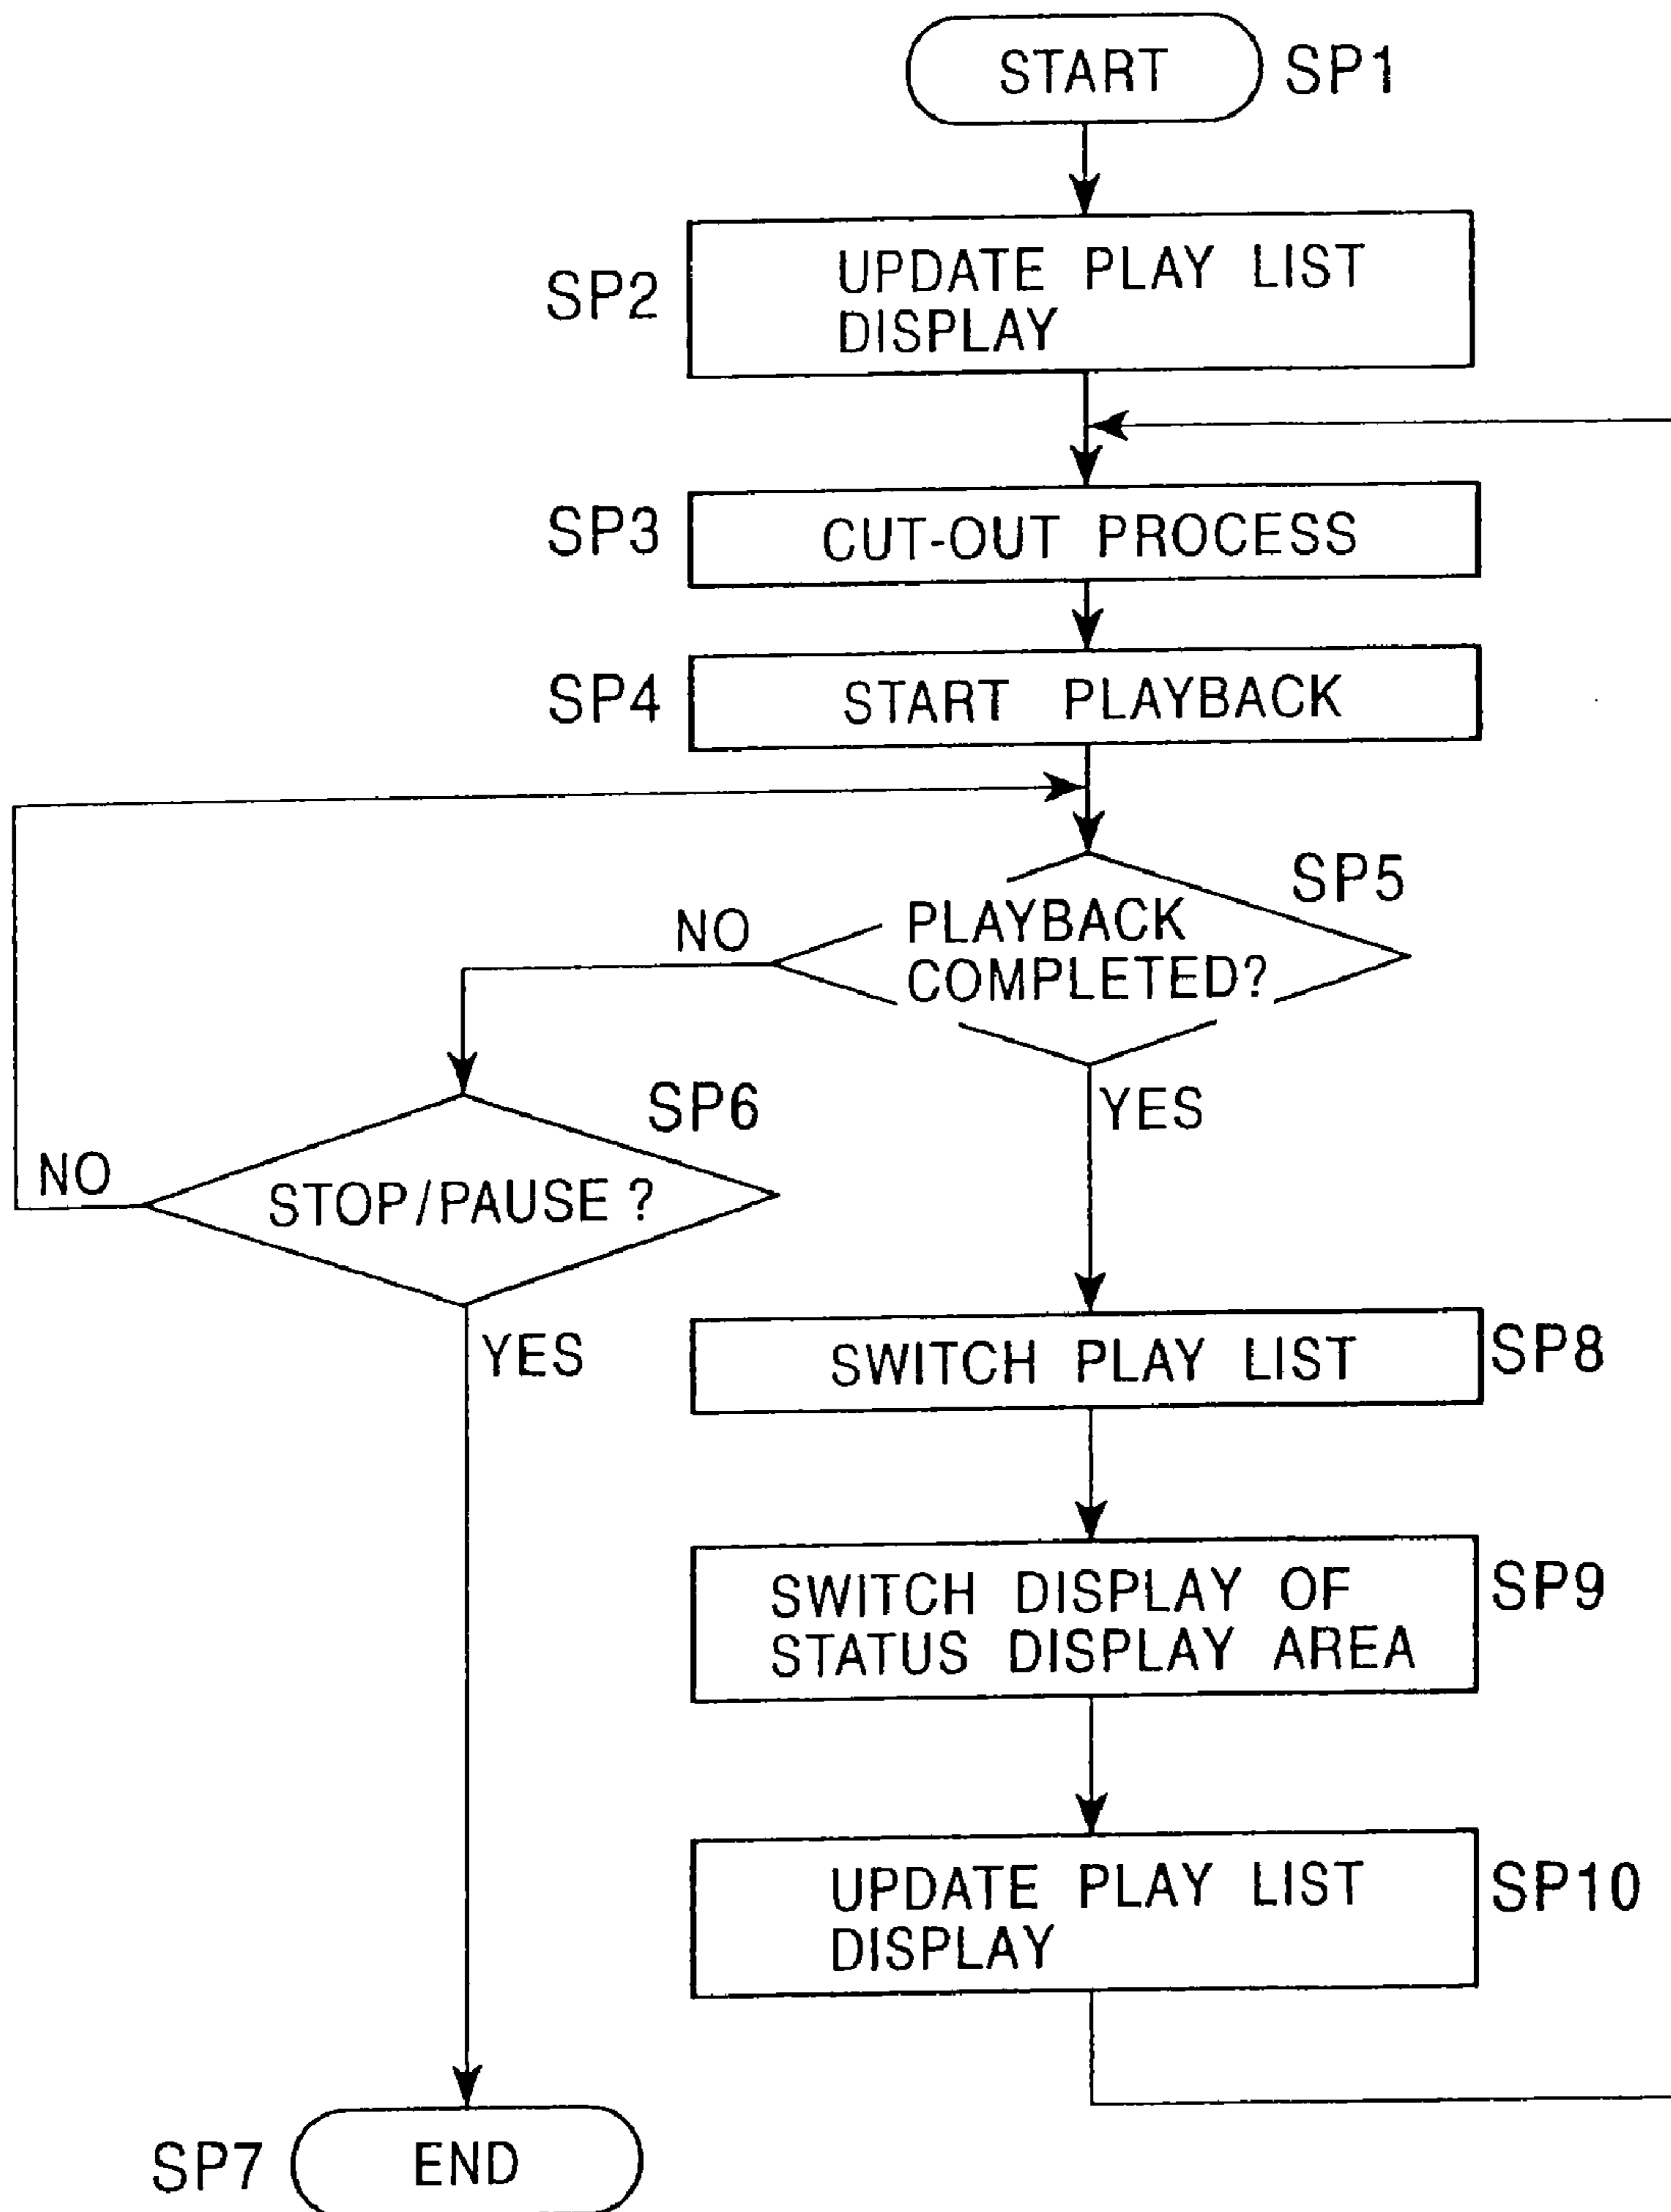 START SP1
SP2 UPDATE PLAY LIST
DISPLAY
SP3 CUT-OUT PROCESS
SP4 START PLAYBACK
SP5
NO PLAYBACK
COMPLETED?
YES
SP6
NO STOP/PAUSE ?
YES
SWITCH PLAY LIST SP8
SWITCH DISPLAY OF SP9
STATUS DISPLAY AREA
UPDATE PLAY LIST SP10
DISPLAY
SP7 END